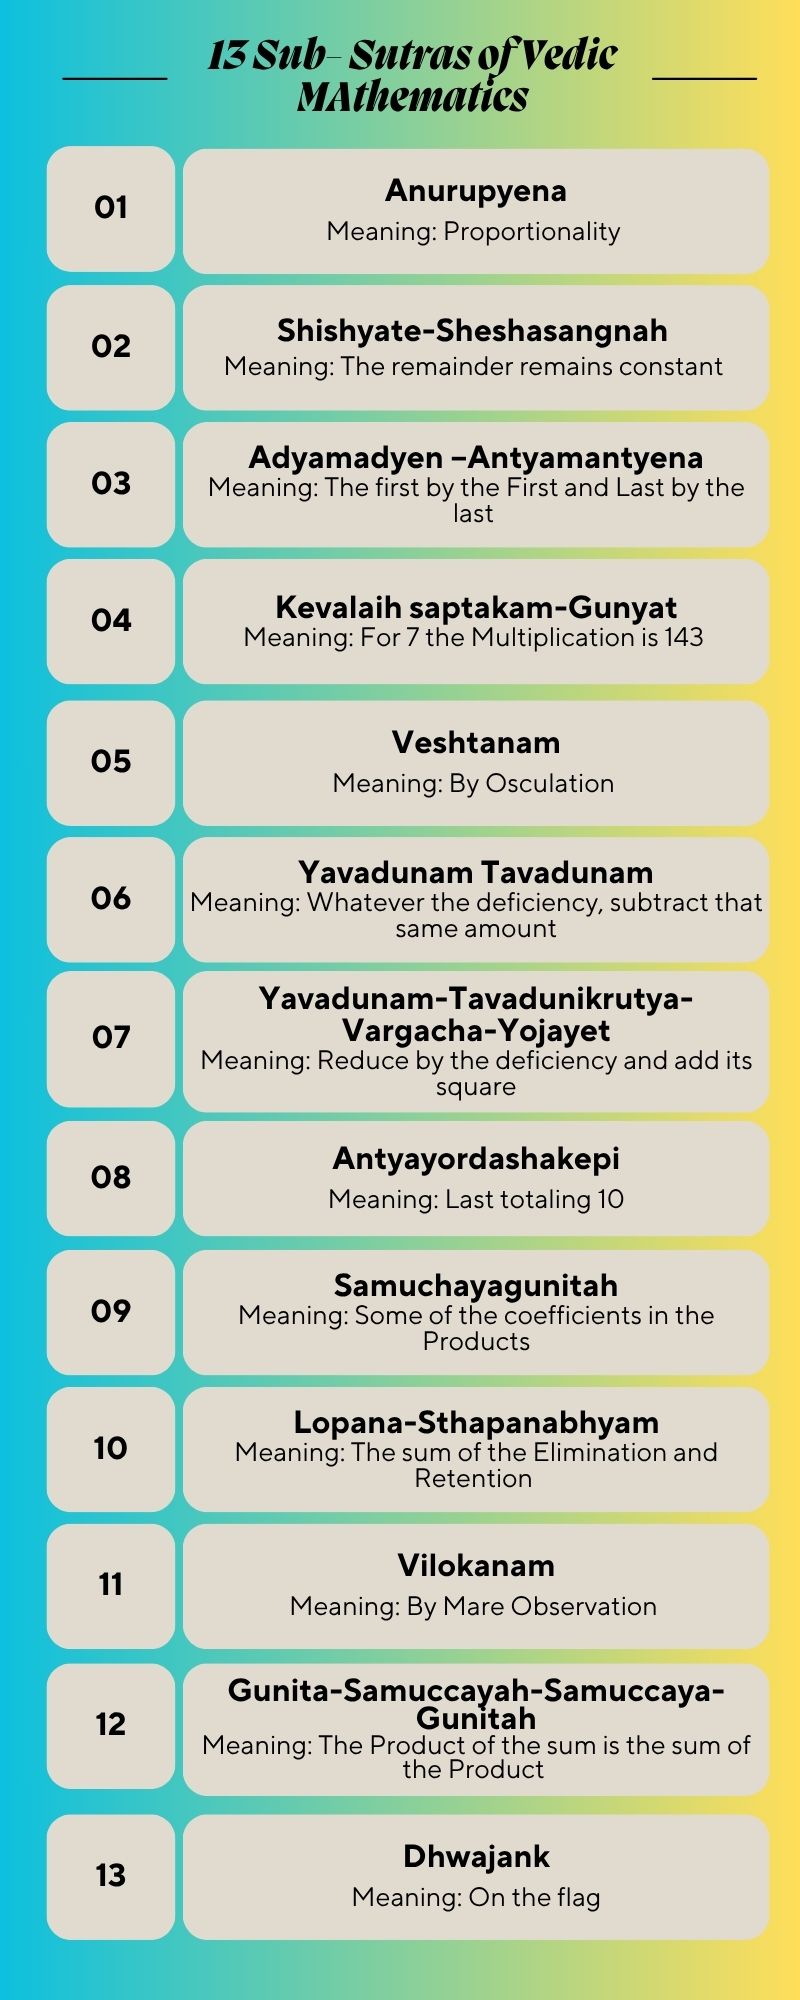 13 Sub- Sutras of Vedic
MAthematics
01
Anurupyena
Meaning: Proportionality
02
Shishyate-Sheshasangnah
Meaning: The remainder remains constant
03
Adyamadyen –Antyamantyena
Meaning: The first by the First and Last by the
last
04
Kevalaih saptakam-Gunyat
Meaning: For 7 the Multiplication is 143
05
Veshtanam
Meaning: By Osculation
06
Yavadunam Tavadunam
Meaning: Whatever the deficiency, subtract that
same amount
07
Yavadunam-Tavadunikrutya-
Vargacha-Yojayet
Meaning: Reduce by the deficiency and add its
square
08
Antyayordashakepi
Meaning: Last totaling 10
09
Samuchayagunitah
Meaning: Some of the coefficients in the
Products
10
Lopana-Sthapanabhyam
Meaning: The sum of the Elimination and
Retention
11
Vilokanam
Meaning: By Mare Observation
12
Gunita-Samuccayah-Samuccaya-
Gunitah
Meaning: The Product of the sum is the sum of
the Product
13
Dhwajank
Meaning: On the flag